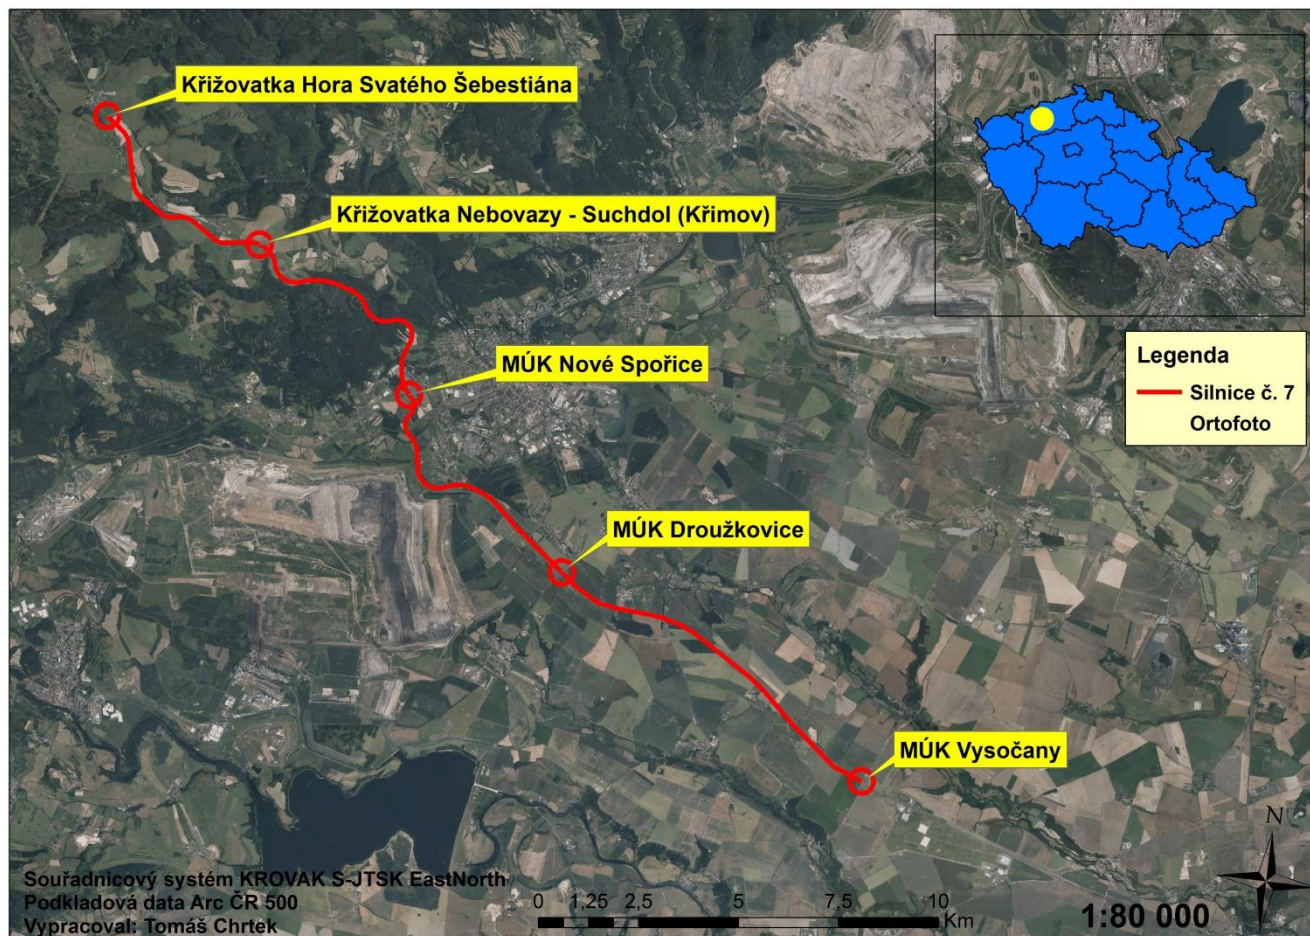 Křižovatka Hora Svatého Šebestiána
Křižovatka Nebovazy - Suchdol (Křimov)
MÚK Nové Spořice
MÚK Droužkovice
MÚK Vysočany
Legenda
Silnice č. 7
Ortofoto
Souřadnicový systém KROVAK S-JTSK EastNorth
Podkladová data Arc ČR 500
Vypracoval: Tomáš Chrtek
0 1,25 2,5 5 7,5 10
Km
1:80 000
N